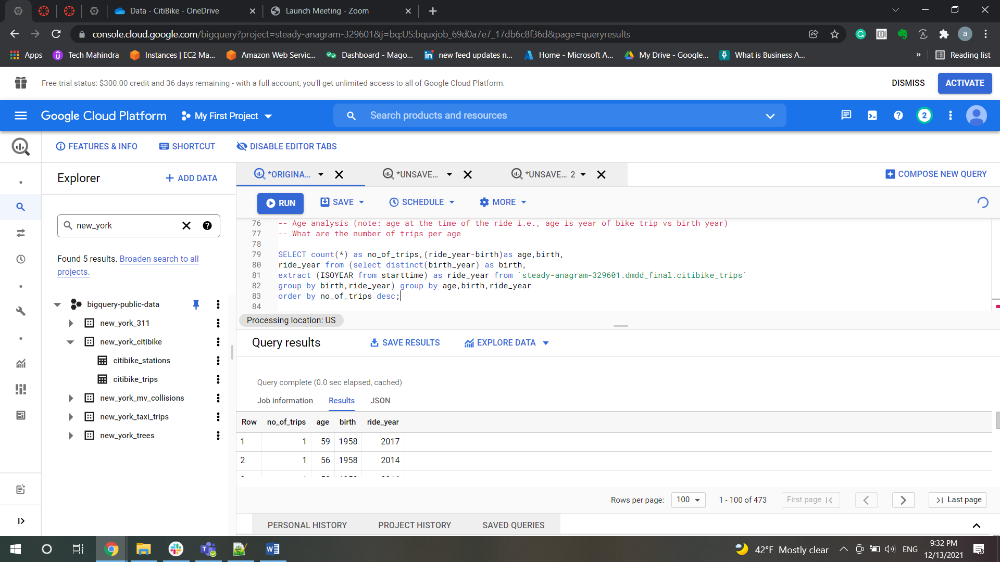 Data - CitiBike - OneDrive
Launch Meeting - Zoom
console.cloud.google.com/bigquery?project=steady-anagram-329601&j=bq:US:bquxjob_69d0a7e7_17db6c8f36d&page=queryresults
a
Apps
Tech Mahindra
Instances | EC2 Ma...
Amazon Web Servic...
Dashboard - Mago...
new feed updates n...
Home - Microsoft A...
My Drive - Google...
What is Business A...
»
Reading list
Free trial status: $300.00 credit and 36 days remaining - with a full account, you'll get unlimited access to all of Google Cloud Platform.
DISMISS
ACTIVATE
Google Cloud Platform
My First Project
Search products and resources
2
FEATURES & INFO
SHORTCUT
DISABLE EDITOR TABS
Explorer
+ ADD DATA
*ORIGINA...
*UNSAVE...
*UNSAVE... 2
COMPOSE NEW QUERY
RUN
SAVE
SCHEDULE
MORE
new_york
Found 5 results. Broaden search to all
projects.
bigquery-public-data
new_york_311
new_york_citibike
citibike_stations
citibike_trips
new_york_mv_collisions
new_york_taxi_trips
new_york_trees
76 -- Age analysis (note: age at the time of the ride i.e., age is year of bike trip vs birth year)
77 -- What are the number of trips per age
78
79 SELECT count(*) as no_of_trips,(ride_year-birth)as age,birth,
80 ride_year from (select distinct(birth_year) as birth,
81 extract (ISOYEAR from starttime) as ride_year from `steady-anagram-329601.dmdd_final.citibike_trips`
82 group by birth,ride_year) group by age,birth,ride_year
83 order by no_of_trips desc;
84
Processing location: US
Query results
SAVE RESULTS
EXPLORE DATA
Query complete (0.0 sec elapsed, cached)
Job information
Results
JSON
Row no_of_trips age birth ride_year
1 1 59 1958 2017
2 1 56 1958 2014
Rows per page:
100
1 - 100 of 473
First page
Last page
PERSONAL HISTORY
PROJECT HISTORY
SAVED QUERIES
42°F Mostly clear
ENG
9:32 PM
12/13/2021